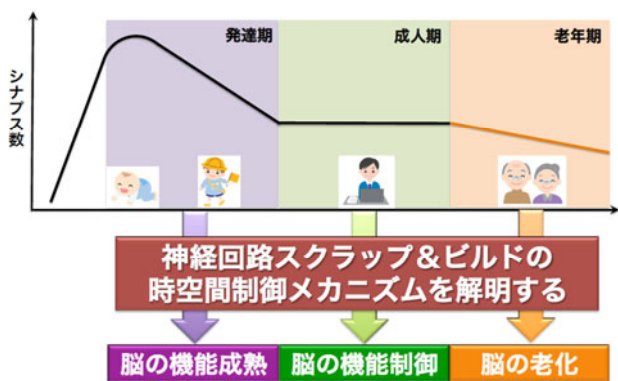 発達期
成人期
老年期
シナプス数
神経回路スクラップ&ビルドの
時空間制御メカニズムを解明する
脳の機能成熟
脳の機能制御
脳の老化